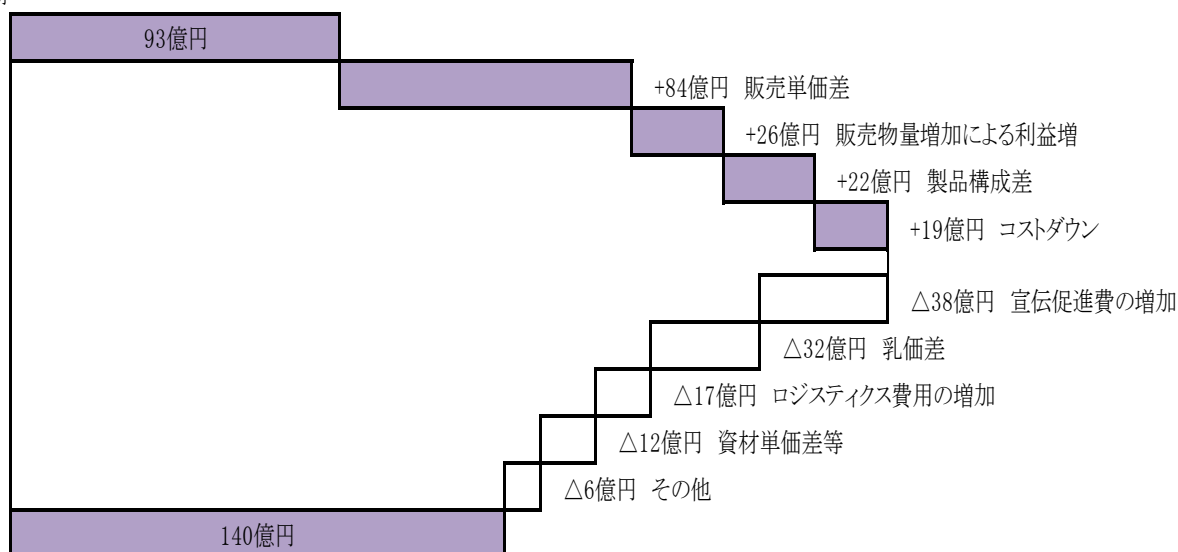 93億円
+84億円 販売単価差
+26億円 販売物量増加による利益増
+22億円 製品構成差
+19億円 コストダウン
△38億円 宣伝促進費の増加
△32億円 乳価差
△17億円 ロジスティクス費用の増加
△12億円 資材単価差等
△6億円 その他
140億円